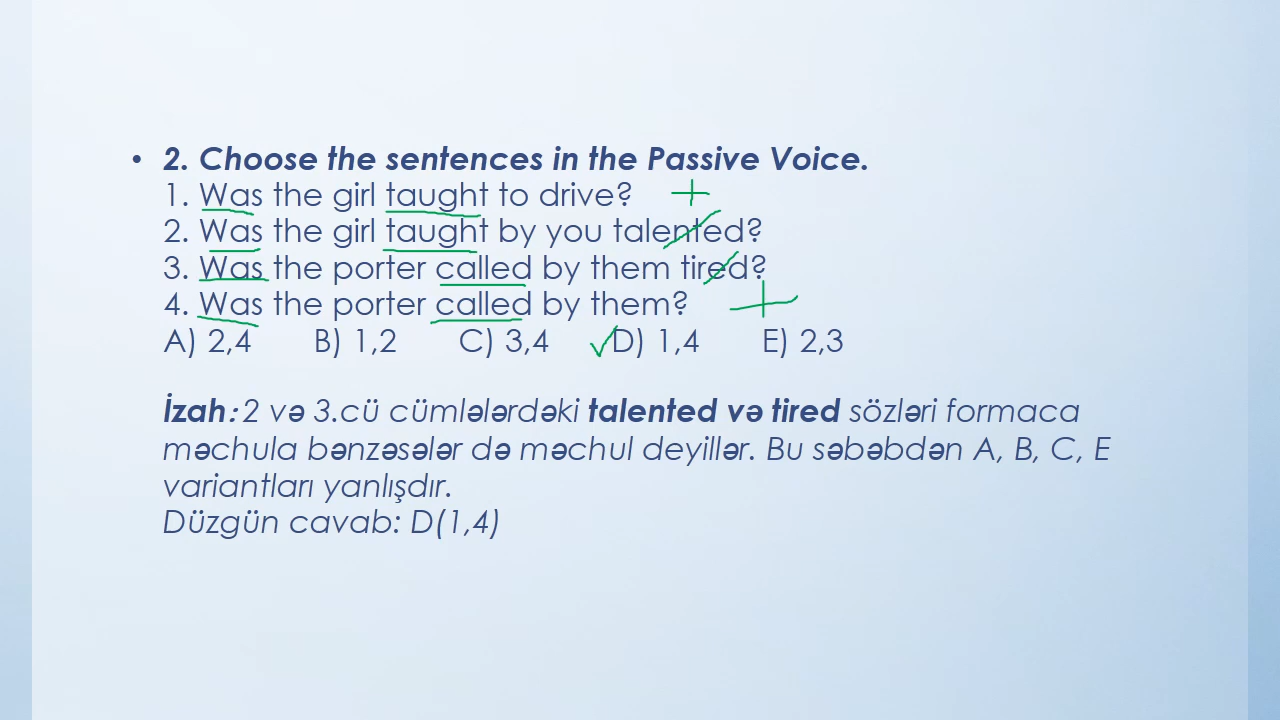 • 2. Choose the sentences in the Passive Voice.
1. Was the girl taught to drive? +
2. Was the girl taught by you talented?
3. Was the porter called by them tired?
4. Was the porter called by them? +
A) 2,4 B) 1,2 C) 3,4 ✓D) 1,4 E) 2,3
İzah: 2 və 3.cü cümlələrdəki talented və tired sözləri formaca
məchula bənzəsələr də məchul deyillər. Bu səbəbdən A, B, C, E
variantları yanlışdır.
Düzgün cavab: D(1,4)